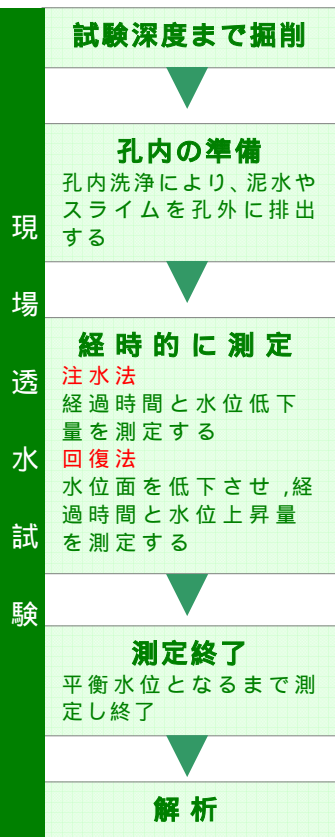 現場透水試験
試験深度まで掘削
孔内の準備
孔内洗浄により、泥水や
スライムを孔外に排出
する
経時的に測定
注水法
経過時間と水位低下
量を測定する
回復法
水位面を低下させ,経
過時間と水位上昇量
を測定する
測定終了
平衡水位となるまで測
定し終了
解析